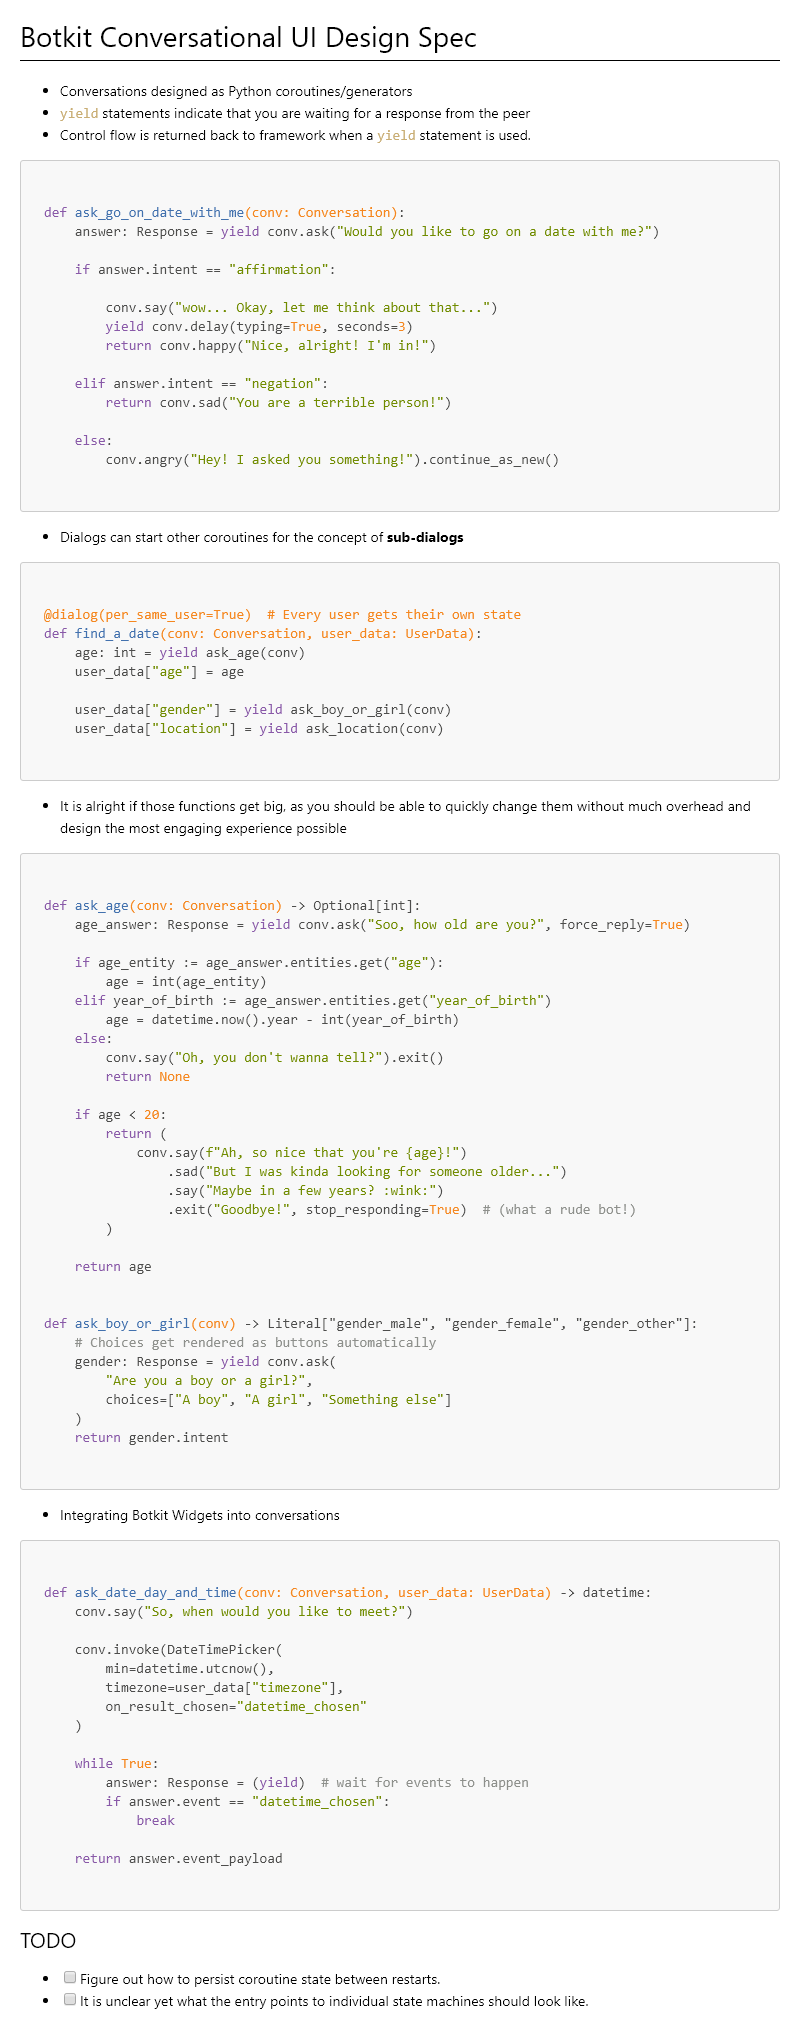 Botkit Conversational UI Design Spec
• Conversations designed as Python coroutines/generators
• yield statements indicate that you are waiting for a response from the peer
• Control flow is returned back to framework when a yield statement is used.
def ask_go_on_date_with_me(conv: Conversation):
    answer: Response = yield conv.ask("Would you like to go on a date with me?")
    if answer.intent == "affirmation":
        conv.say("wow... Okay, let me think about that...")
        yield conv.delay(typing=True, seconds=3)
        return conv.happy("Nice, alright! I'm in!")
    elif answer.intent == "negation":
        return conv.sad("You are a terrible person!")
    else:
        conv.angry("Hey! I asked you something!").continue_as_new()
• Dialogs can start other coroutines for the concept of sub-dialogs
@dialog(per_same_user=True)  # Every user gets their own state
def find_a_date(conv: Conversation, user_data: UserData):
    age: int = yield ask_age(conv)
    user_data["age"] = age
    user_data["gender"] = yield ask_boy_or_girl(conv)
    user_data["location"] = yield ask_location(conv)
• It is alright if those functions get big, as you should be able to quickly change them without much overhead and
design the most engaging experience possible
def ask_age(conv: Conversation) -> Optional[int]:
    age_answer: Response = yield conv.ask("Soo, how old are you?", force_reply=True)
    if age_entity := age_answer.entities.get("age"):
        age = int(age_entity)
    elif year_of_birth := age_answer.entities.get("year_of_birth")
        age = datetime.now().year - int(year_of_birth)
    else:
        conv.say("Oh, you don't wanna tell?").exit()
        return None
    if age < 20:
        return (
            conv.say(f"Ah, so nice that you're {age}!")
                .sad("But I was kinda looking for someone older...")
                .say("Maybe in a few years? :wink:")
                .exit("Goodbye!", stop_responding=True)  # (what a rude bot!)
        )
    return age
def ask_boy_or_girl(conv) -> Literal["gender_male", "gender_female", "gender_other"]:
    # Choices get rendered as buttons automatically
    gender: Response = yield conv.ask(
        "Are you a boy or a girl?",
        choices=["A boy", "A girl", "Something else"]
    )
    return gender.intent
• Integrating Botkit Widgets into conversations
def ask_date_day_and_time(conv: Conversation, user_data: UserData) -> datetime:
    conv.say("So, when would you like to meet?")
    conv.invoke(DateTimePicker(
        min=datetime.utcnow(),
        timezone=user_data["timezone"],
        on_result_chosen="datetime_chosen"
    )
    while True:
        answer: Response = (yield)  # wait for events to happen
        if answer.event == "datetime_chosen":
            break
    return answer.event_payload
TODO
• Figure out how to persist coroutine state between restarts.
• It is unclear yet what the entry points to individual state machines should look like.